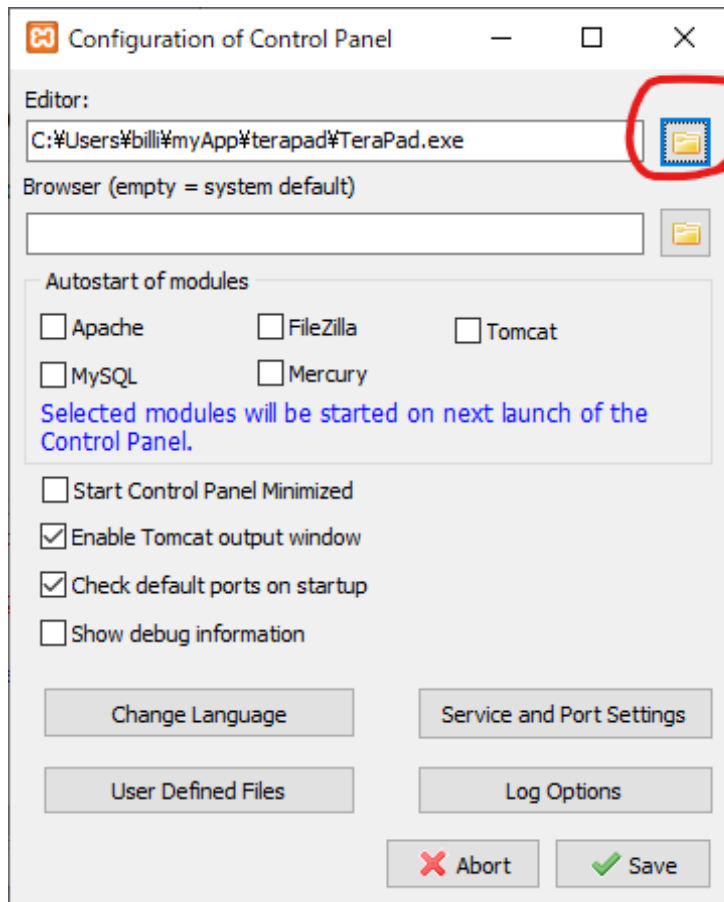 Configuration of Control Panel
Editor:
C:¥Users¥billi¥myApp¥terapad¥TeraPad.exe
Browser (empty = system default)
Autostart of modules
Apache FileZilla Tomcat
MySQL Mercury
Selected modules will be started on next launch of the
Control Panel.
Start Control Panel Minimized
Enable Tomcat output window
Check default ports on startup
Show debug information
Change Language Service and Port Settings
User Defined Files Log Options
Abort Save